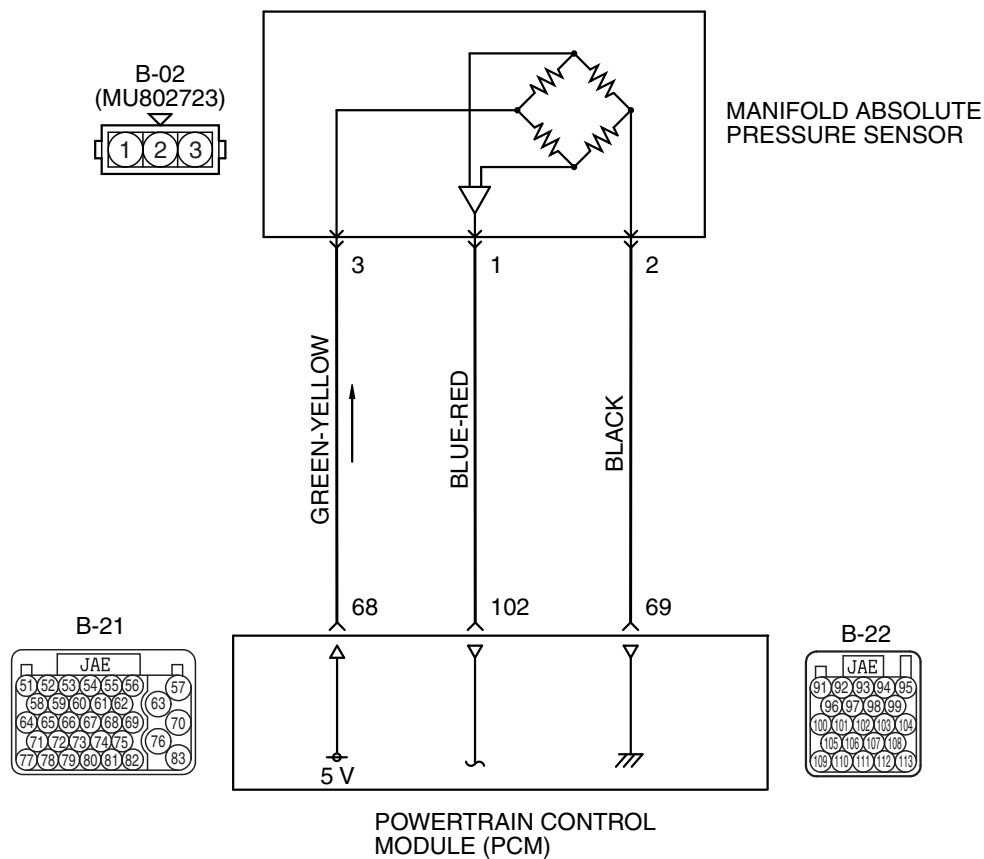 B-02
(MU802723)
1 2 3
MANIFOLD ABSOLUTE
PRESSURE SENSOR
3 1 2
GREEN-YELLOW
BLUE-RED
BLACK
68 102 69
B-21
JAE
51 52 53 54 55 56 57
58 59 60 61 62 63
64 65 66 67 68 69 70
71 72 73 74 75 76
77 78 79 80 81 82 83
5 V
B-22
JAE
91 92 93 94 95
96 97 98 99
100 101 102 103 104
105 106 107 108
109 110 111 112 113
POWERTRAIN CONTROL
MODULE (PCM)